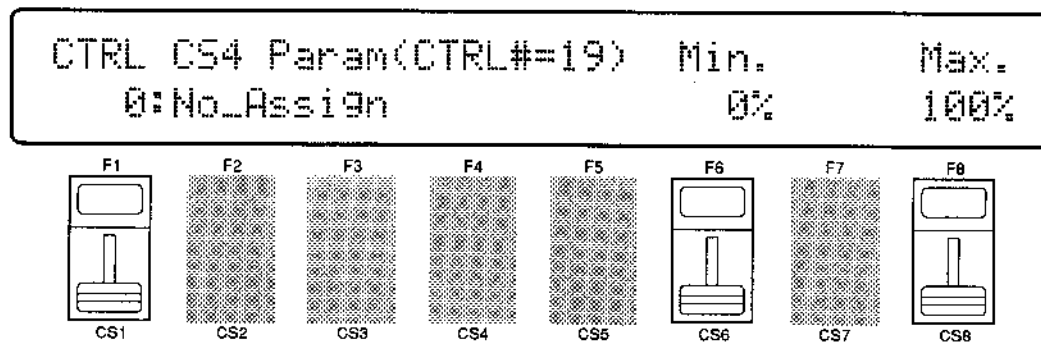 CTRL CS4 Param(CTRL#=19) Min. Max.
0:No_Assign 0% 100%
F1 F2 F3 F4 F5 F6 F7 F8
CS1 CS2 CS3 CS4 CS5 CS6 CS7 CS8